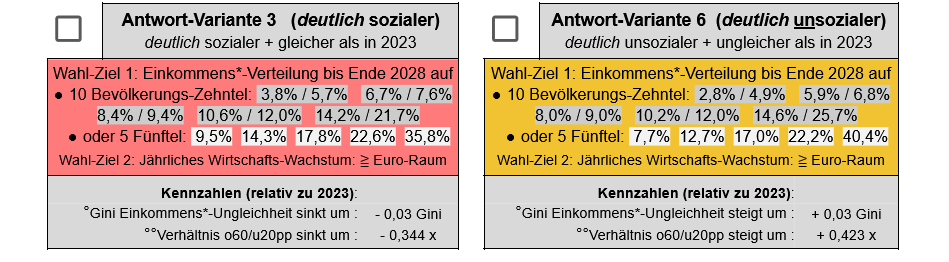 Antwort-Variante 3 (deutlich sozialer)
deutlich sozialer + gleicher als in 2023
Wahl-Ziel 1: Einkommens*-Verteilung bis Ende 2028 auf
● 10 Bevölkerungs-Zehntel: 3,8% / 5,7% 6,7% / 7,6%
8,4% / 9,4% 10,6% / 12,0% 14,2% / 21,7%
● oder 5 Fünftel: 9,5% 14,3% 17,8% 22,6% 35,8%
Wahl-Ziel 2: Jährliches Wirtschafts-Wachstum: ≧ Euro-Raum
Kennzahlen (relativ zu 2023):
°Gini Einkommens*-Ungleichheit sinkt um : - 0,03 Gini
°°Verhältnis o60/u20pp sinkt um : - 0,344 x
Antwort-Variante 6 (deutlich unsozialer)
deutlich unsozialer + ungleicher als in 2023
Wahl-Ziel 1: Einkommens*-Verteilung bis Ende 2028 auf
● 10 Bevölkerungs-Zehntel: 2,8% / 4,9% 5,9% / 6,8%
8,0% / 9,0% 10,2% / 12,0% 14,6% / 25,7%
● oder 5 Fünftel: 7,7% 12,7% 17,0% 22,2% 40,4%
Wahl-Ziel 2: Jährliches Wirtschafts-Wachstum: ≧ Euro-Raum
Kennzahlen (relativ zu 2023):
°Gini Einkommens*-Ungleichheit steigt um : + 0,03 Gini
°°Verhältnis o60/u20pp steigt um : + 0,423 x